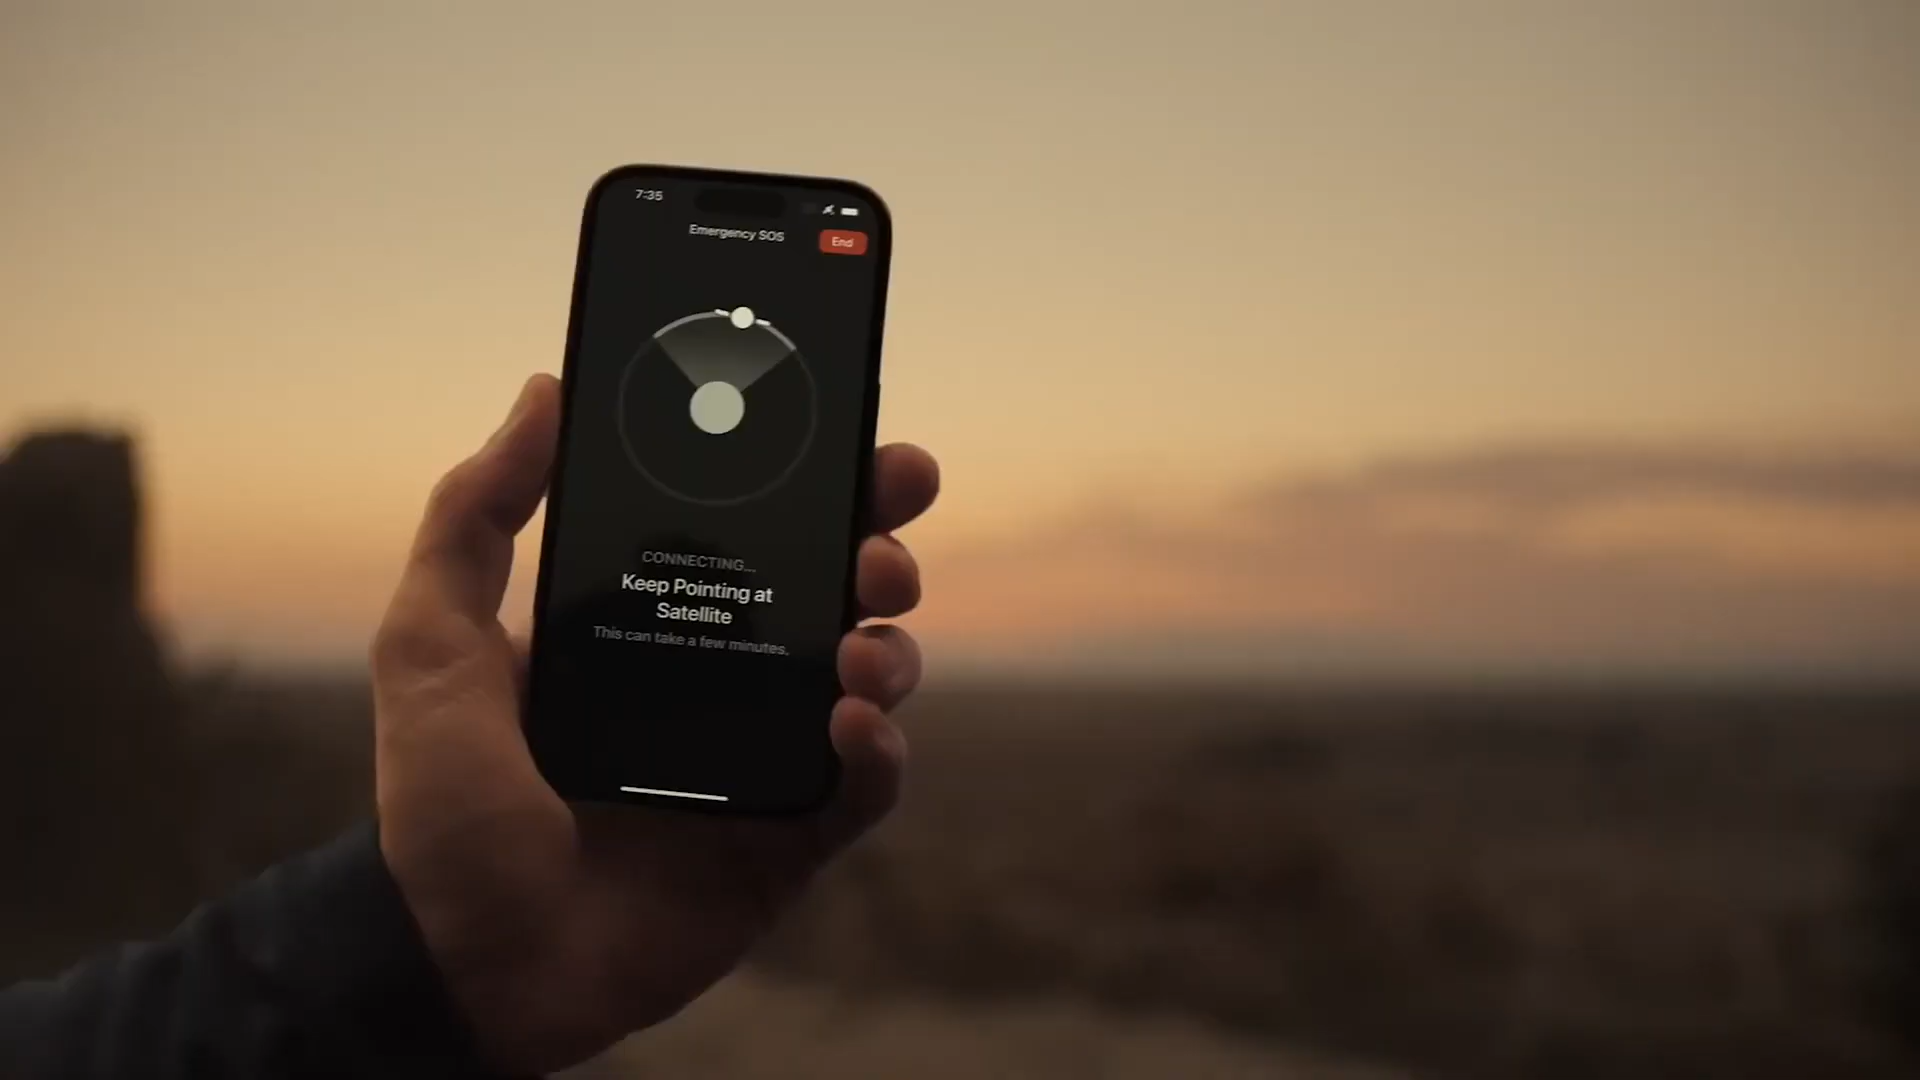 7:35
Emergency SOS
End
CONNECTING...
Keep Pointing at
Satellite
This can take a few minutes.